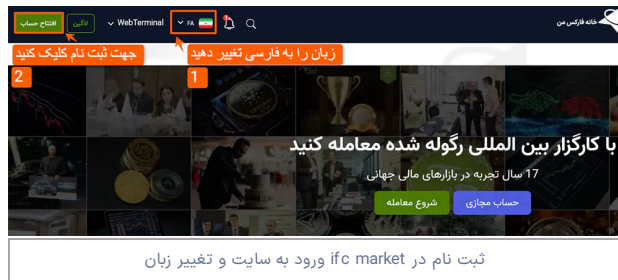 خانه فارکس من
FA
WebTerminal
لاگین
افتتاح حساب
زبان را به فارسی تغییر دهید
1
جهت ثبت نام کلیک کنید
2
با کارگزار بین المللی رگوله شده معامله کنید
17 سال تجربه در بازارهای مالی جهانی
حساب مجازی
شروع معامله
ثبت نام در ifc market ورود به سایت و تغییر زبان